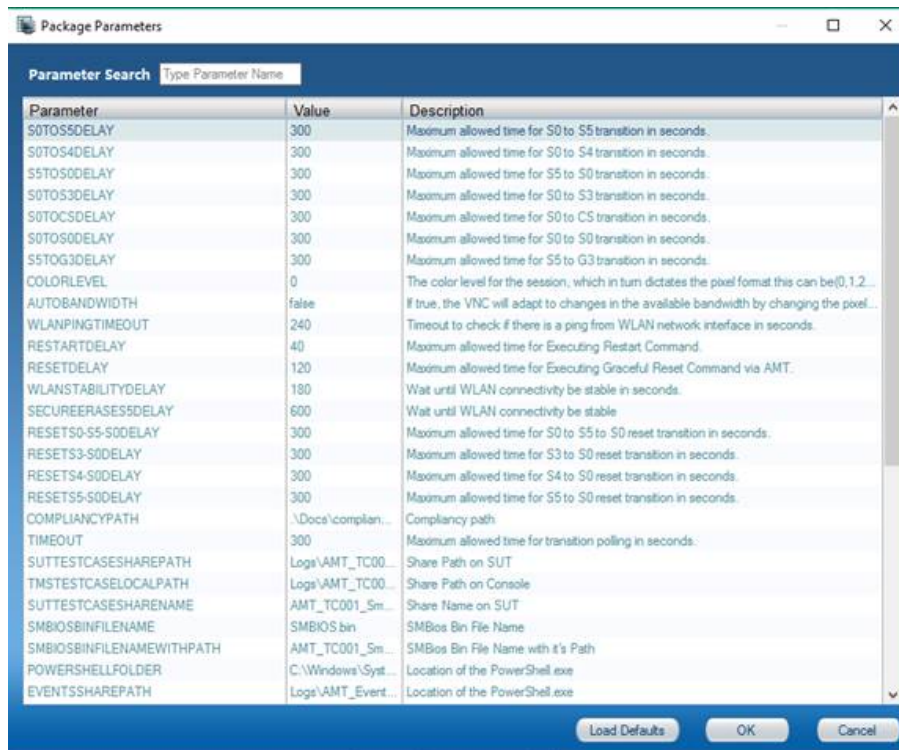 Package Parameters
Parameter Search Type Parameter Name
Parameter Value Description
S0TOS5DELAY 300 Maximum allowed time for S0 to S5 transition in seconds.
S0TOS4DELAY 300 Maximum allowed time for S0 to S4 transition in seconds.
S5TOS0DELAY 300 Maximum allowed time for S5 to S0 transition in seconds.
S0TOS3DELAY 300 Maximum allowed time for S0 to S3 transition in seconds.
S0TOCSDELAY 300 Maximum allowed time for S0 to CS transition in seconds.
S0TOS0DELAY 300 Maximum allowed time for S0 to S0 transition in seconds.
S5TOG3DELAY 300 Maximum allowed time for S5 to G3 transition in seconds.
COLORLEVEL 0 The color level for the session, which in turn dictates the pixel format this can be(0,1,2...
AUTOBANDWIDTH false If true, the VNC will adapt to changes in the available bandwidth by changing the pixel...
WLANPINGTIMEOUT 240 Timeout to check if there is a ping from WLAN network interface in seconds.
RESTARTDELAY 40 Maximum allowed time for Executing Restart Command.
RESETDELAY 120 Maximum allowed time for Executing Graceful Reset Command via AMT.
WLANSTABILITYDELAY 180 Wait until WLAN connectivity be stable in seconds.
SECUREERASES5DELAY 600 Wait until WLAN connectivity be stable
RESETS0-S5-S0DELAY 300 Maximum allowed time for S0 to S5 to S0 reset transition in seconds.
RESETS3-S0DELAY 300 Maximum allowed time for S3 to S0 reset transition in seconds.
RESETS4-S0DELAY 300 Maximum allowed time for S4 to S0 reset transition in seconds.
RESETS5-S0DELAY 300 Maximum allowed time for S5 to S0 reset transition in seconds.
COMPLIANCYPATH .\Docs\complian... Compliancy path
TIMEOUT 300 Maximum allowed time for transition polling in seconds.
SUTTESTCASESHAREPATH Logs\AMT_TC00... Share Path on SUT
TMSTESTCASELOCALPATH Logs\AMT_TC00... Share Path on Console
SUTTESTCASESHARENAME AMT_TC001_Sm... Share Name on SUT
SMBIOSBINFILENAME SMBIOS.bin SMBios Bin File Name
SMBIOSBINFILENAMEWITHPATH AMT_TC001_Sm... SMBios Bin File Name with it's Path
POWERSHELLFOLDER C:\Windows\Syst... Location of the PowerShell.exe
EVENTSSHAREPATH Logs\AMT_Event... Location of the PowerShell.exe
Load Defaults OK Cancel